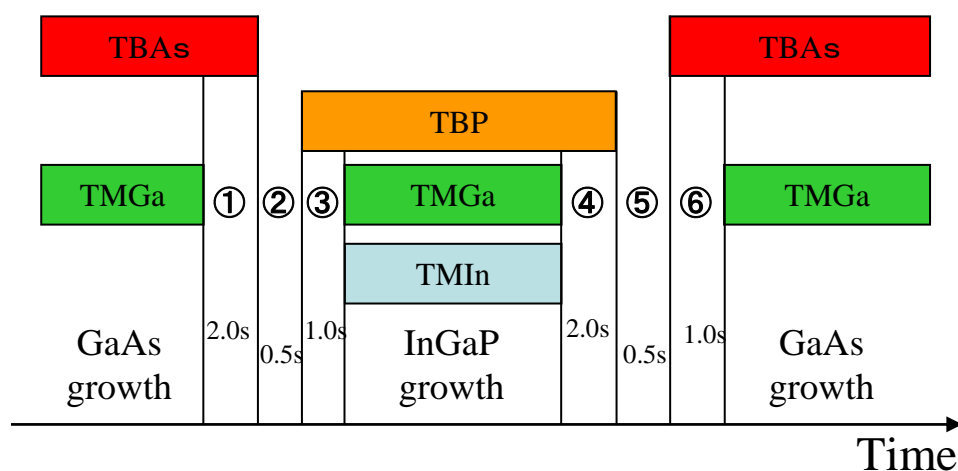 TBAs
TBAs
TBP
TMGa
①
②
③
TMGa
④
⑤
⑥
TMGa
TMIn
2.0s
0.5s
1.0s
2.0s
0.5s
1.0s
GaAs
growth
InGaP
growth
GaAs
growth
Time